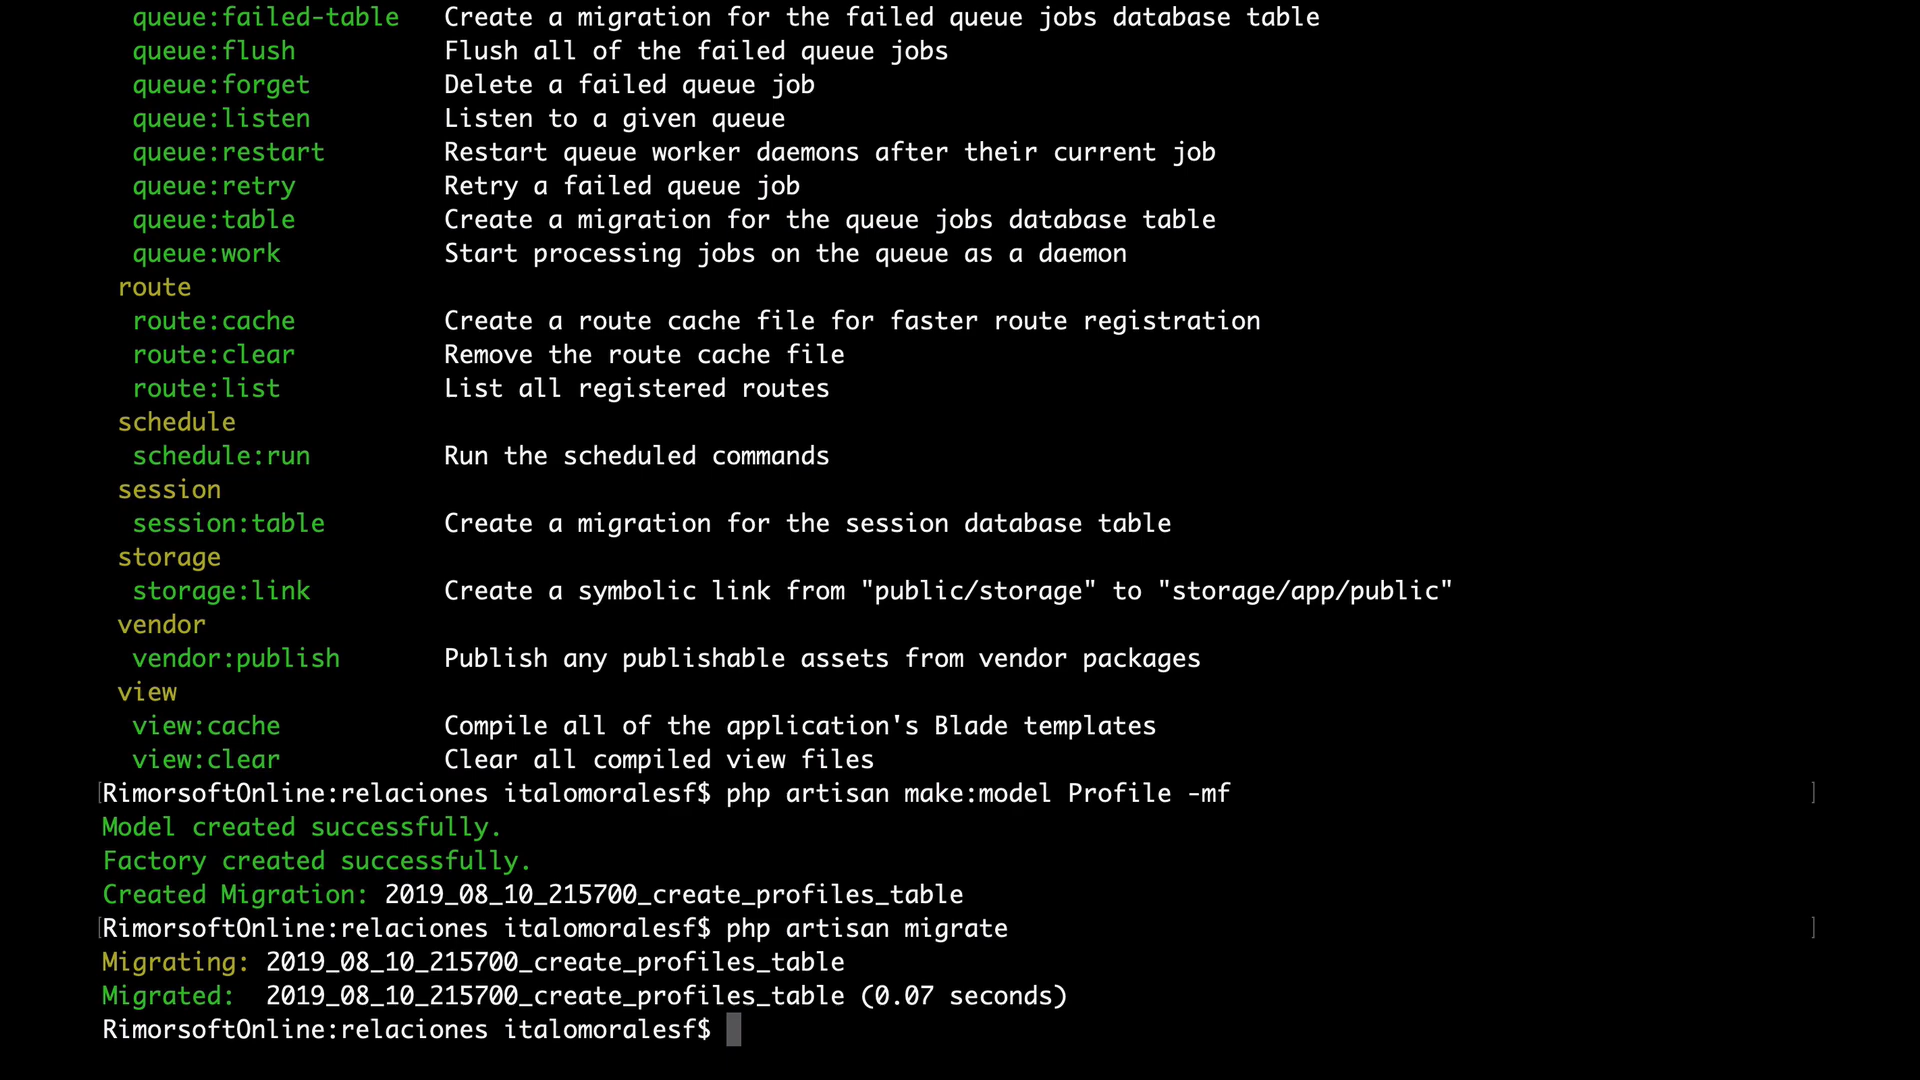 queue:failed-table   Create a migration for the failed queue jobs database table
queue:flush          Flush all of the failed queue jobs
queue:forget         Delete a failed queue job
queue:listen         Listen to a given queue
queue:restart        Restart queue worker daemons after their current job
queue:retry          Retry a failed queue job
queue:table          Create a migration for the queue jobs database table
queue:work           Start processing jobs on the queue as a daemon
route
route:cache          Create a route cache file for faster route registration
route:clear          Remove the route cache file
route:list           List all registered routes
schedule
schedule:run         Run the scheduled commands
session
session:table        Create a migration for the session database table
storage
storage:link         Create a symbolic link from "public/storage" to "storage/app/public"
vendor
vendor:publish       Publish any publishable assets from vendor packages
view
view:cache           Compile all of the application's Blade templates
view:clear           Clear all compiled view files
[RimorsoftOnline:relaciones italomoralesf$ php artisan make:model Profile -mf ]
Model created successfully.
Factory created successfully.
Created Migration: 2019_08_10_215700_create_profiles_table
[RimorsoftOnline:relaciones italomoralesf$ php artisan migrate ]
Migrating: 2019_08_10_215700_create_profiles_table
Migrated:  2019_08_10_215700_create_profiles_table (0.07 seconds)
RimorsoftOnline:relaciones italomoralesf$